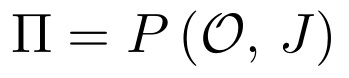 Π = P (𝒪, J)